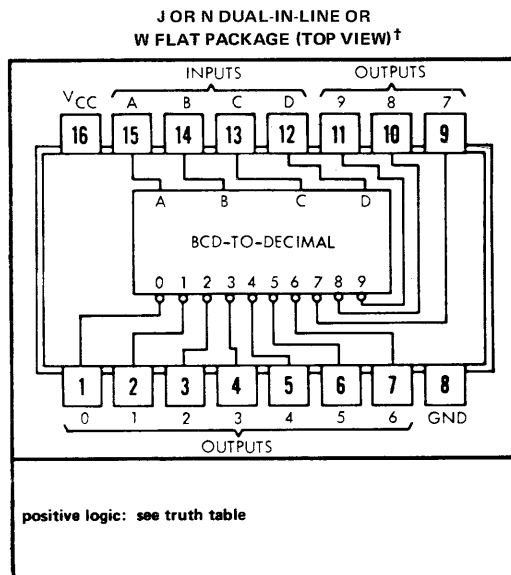 J OR N DUAL-IN-LINE OR
W FLAT PACKAGE (TOP VIEW)†
INPUTS OUTPUTS
VCC A B C D 9 8 7
16 15 14 13 12 11 10 9
A B C D
BCD-TO-DECIMAL
0 1 2 3 4 5 6 7 8 9
1 2 3 4 5 6 7 8
0 1 2 3 4 5 6 GND
OUTPUTS
positive logic: see truth table